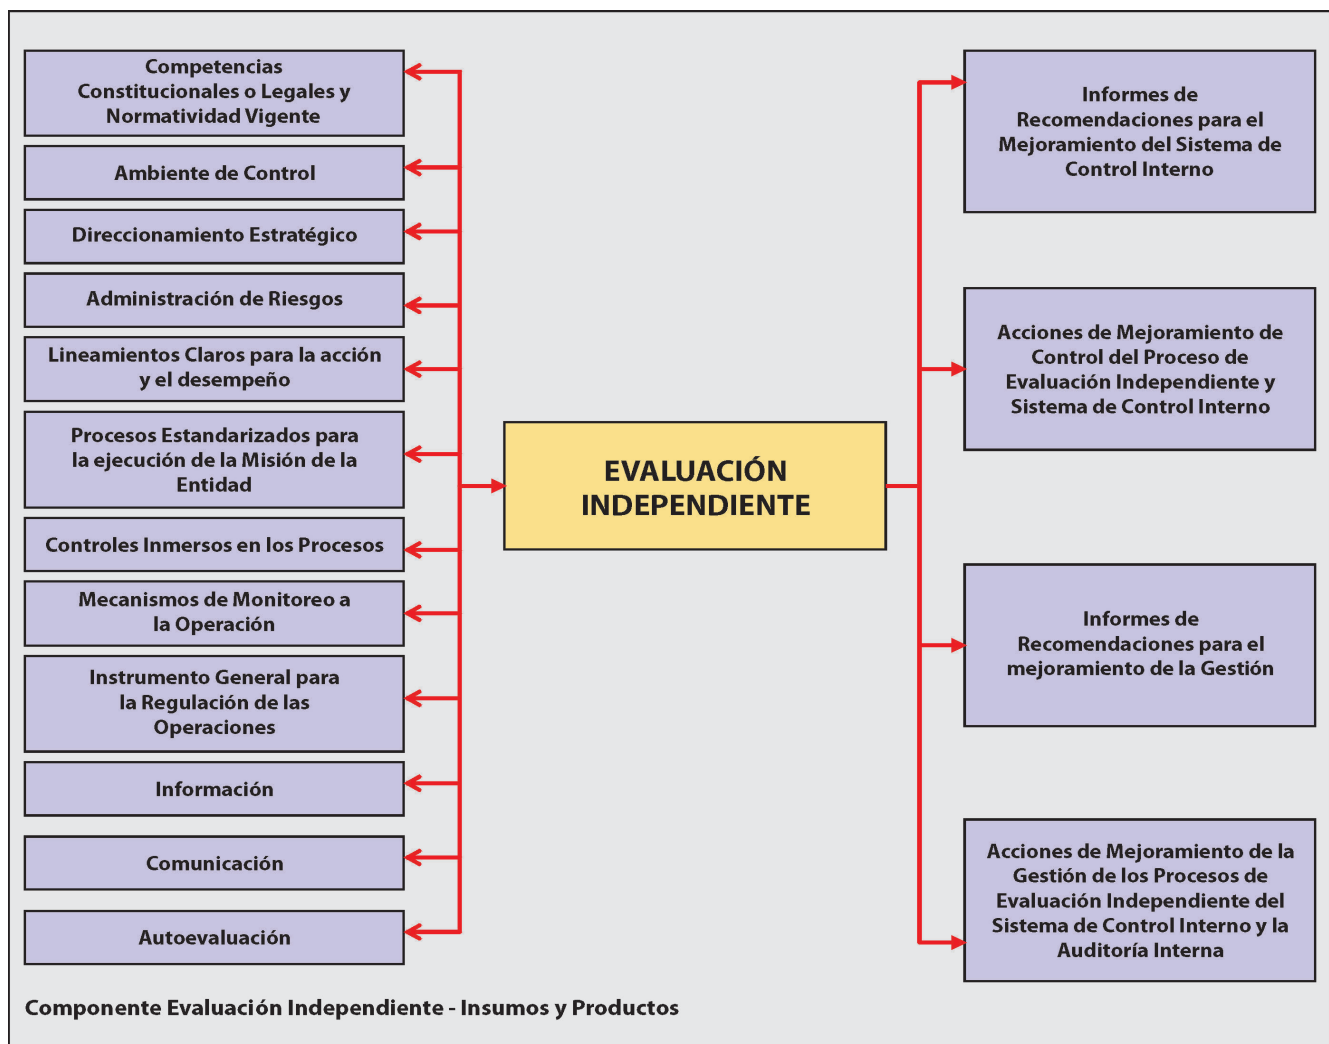 Competencias
Constitucionales o Legales y
Normatividad Vigente
Ambiente de Control
Direccionamiento Estratégico
Administración de Riesgos
Lineamientos Claros para la acción
y el desempeño
Procesos Estandarizados para
la ejecución de la Misión de la
Entidad
Controles Inmersos en los Procesos
Mecanismos de Monitoreo a
la Operación
Instrumento General para
la Regulación de las
Operaciones
Información
Comunicación
Autoevaluación
EVALUACIÓN
INDEPENDIENTE
Informes de
Recomendaciones para el
Mejoramiento del Sistema de
Control Interno
Acciones de Mejoramiento de
Control del Proceso de
Evaluación Independiente y
Sistema de Control Interno
Informes de
Recomendaciones para el
mejoramiento de la Gestión
Acciones de Mejoramiento de la
Gestión de los Procesos de
Evaluación Independiente del
Sistema de Control Interno y la
Auditoría Interna
Componente Evaluación Independiente - Insumos y Productos